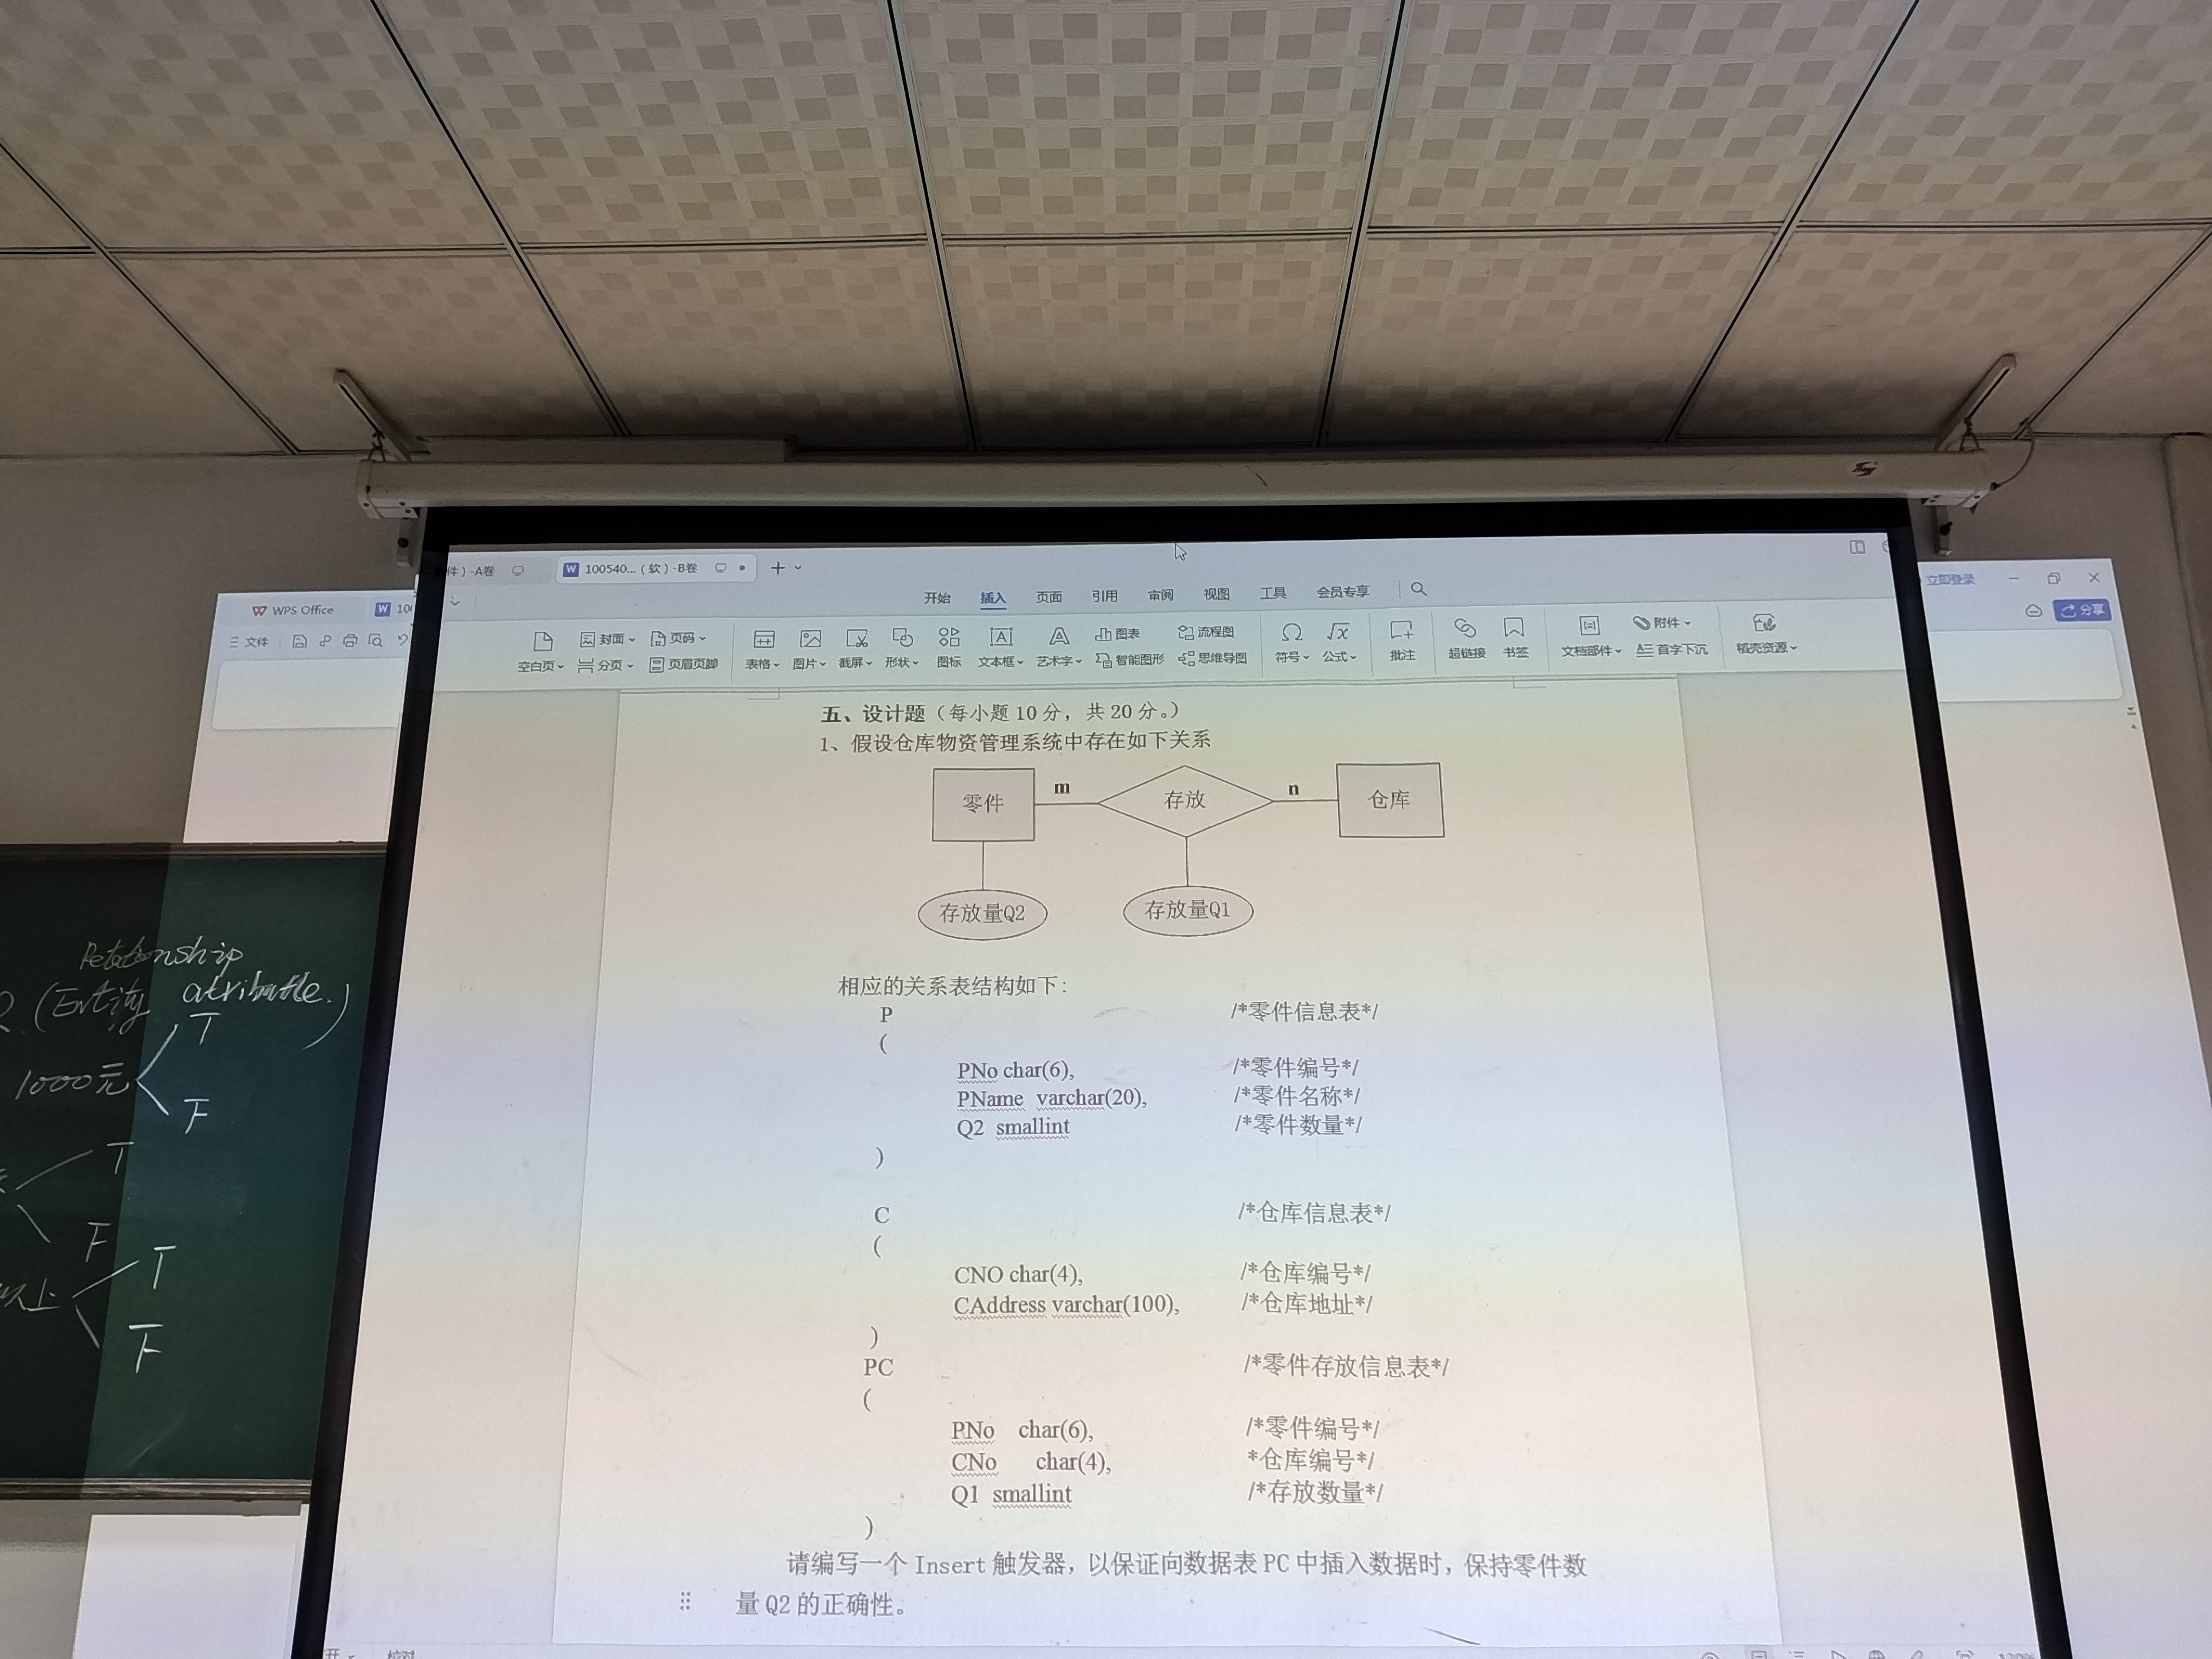 件）-A卷
100540...（软）-B卷
立即登录
WPS Office
文件
分享
开始 插入 页面 引用 审阅 视图 工具 会员专享
空白页 封面 分页 页码 页眉页脚 表格 图片 截屏 形状 图标 文本框 艺术字 图表 智能图形 流程图 思维导图 符号 公式 批注 超链接 书签 文档部件 附件 首字下沉 稻壳资源
五、设计题（每小题10分，共20分。）
1、假设仓库物资管理系统中存在如下关系
零件 m 存放 n 仓库
存放量Q2 存放量Q1
相应的关系表结构如下：
P /*零件信息表*/
(
PNo char(6), /*零件编号*/
PName varchar(20), /*零件名称*/
Q2 smallint /*零件数量*/
)
C /*仓库信息表*/
(
CNO char(4), /*仓库编号*/
CAddress varchar(100), /*仓库地址*/
)
PC /*零件存放信息表*/
(
PNo char(6), /*零件编号*/
CNo char(4), *仓库编号*/
Q1 smallint /*存放数量*/
)
请编写一个 Insert 触发器，以保证向数据表 PC 中插入数据时，保持零件数
量 Q2 的正确性。
(Entity atribute.)
1000元
T
F
T
F
以上
T
F